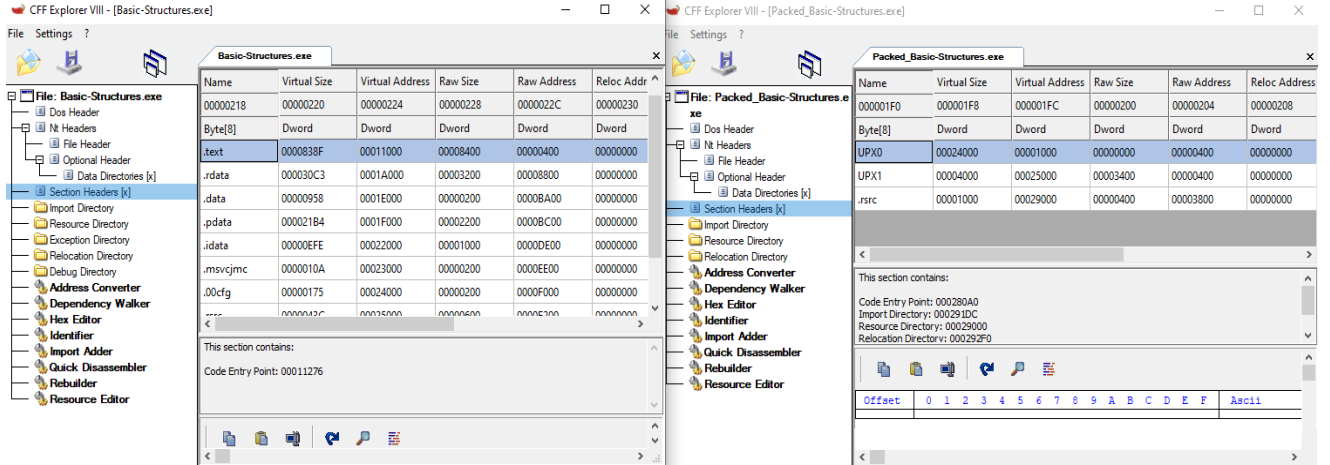 CFF Explorer VIII - [Basic-Structures.exe]
File Settings ?
File: Basic-Structures.exe
Dos Header
Nt Headers
File Header
Optional Header
Data Directories [x]
Section Headers [x]
Import Directory
Resource Directory
Exception Directory
Relocation Directory
Debug Directory
Address Converter
Dependency Walker
Hex Editor
Identifier
Import Adder
Quick Disassembler
Rebuilder
Resource Editor
Basic-Structures.exe
Name Virtual Size Virtual Address Raw Size Raw Address Reloc Addr
00000218 00000220 00000224 00000228 0000022C 00000230
Byte[8] Dword Dword Dword Dword Dword
.text 0000838F 00011000 00008400 00000400 00000000
.rdata 000030C3 0001A000 00003200 00008800 00000000
.data 00000958 0001E000 00000200 0000BA00 00000000
.pdata 000021B4 0001F000 00002200 0000BC00 00000000
.idata 00000EFE 00022000 00001000 0000DE00 00000000
.msvcjmc 0000010A 00023000 00000200 0000EE00 00000000
.00cfg 00000175 00024000 00000200 0000F000 00000000
.rsrc 0000043C 00025000 00000600 0000F200 00000000
This section contains:
Code Entry Point: 00011276
CFF Explorer VIII - [Packed_Basic-Structures.exe]
File Settings ?
File: Packed_Basic-Structures.e
xe
Dos Header
Nt Headers
File Header
Optional Header
Data Directories [x]
Section Headers [x]
Import Directory
Resource Directory
Relocation Directory
Address Converter
Dependency Walker
Hex Editor
Identifier
Import Adder
Quick Disassembler
Rebuilder
Resource Editor
Packed_Basic-Structures.exe
Name Virtual Size Virtual Address Raw Size Raw Address Reloc Address
000001F0 000001F8 000001FC 00000200 00000204 00000208
Byte[8] Dword Dword Dword Dword Dword
UPX0 00024000 00001000 00000000 00000400 00000000
UPX1 00004000 00025000 00003400 00000400 00000000
.rsrc 00001000 00029000 00000400 00003800 00000000
This section contains:
Code Entry Point: 000280A0
Import Directory: 000291DC
Resource Directory: 00029000
Relocation Directory: 000292F0
Offset 0 1 2 3 4 5 6 7 8 9 A B C D E F Ascii